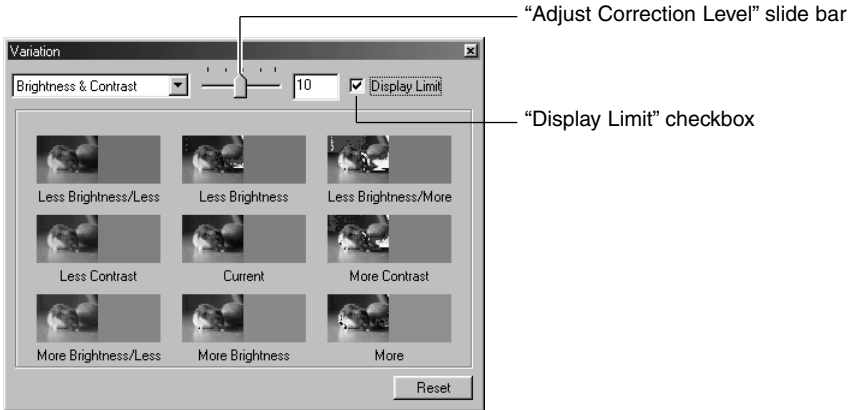 “Adjust Correction Level” slide bar
Variation
Brightness & Contrast 10 Display Limit
“Display Limit” checkbox
Less Brightness/Less Less Brightness Less Brightness/More
Less Contrast Current More Contrast
More Brightness/Less More Brightness More
Reset